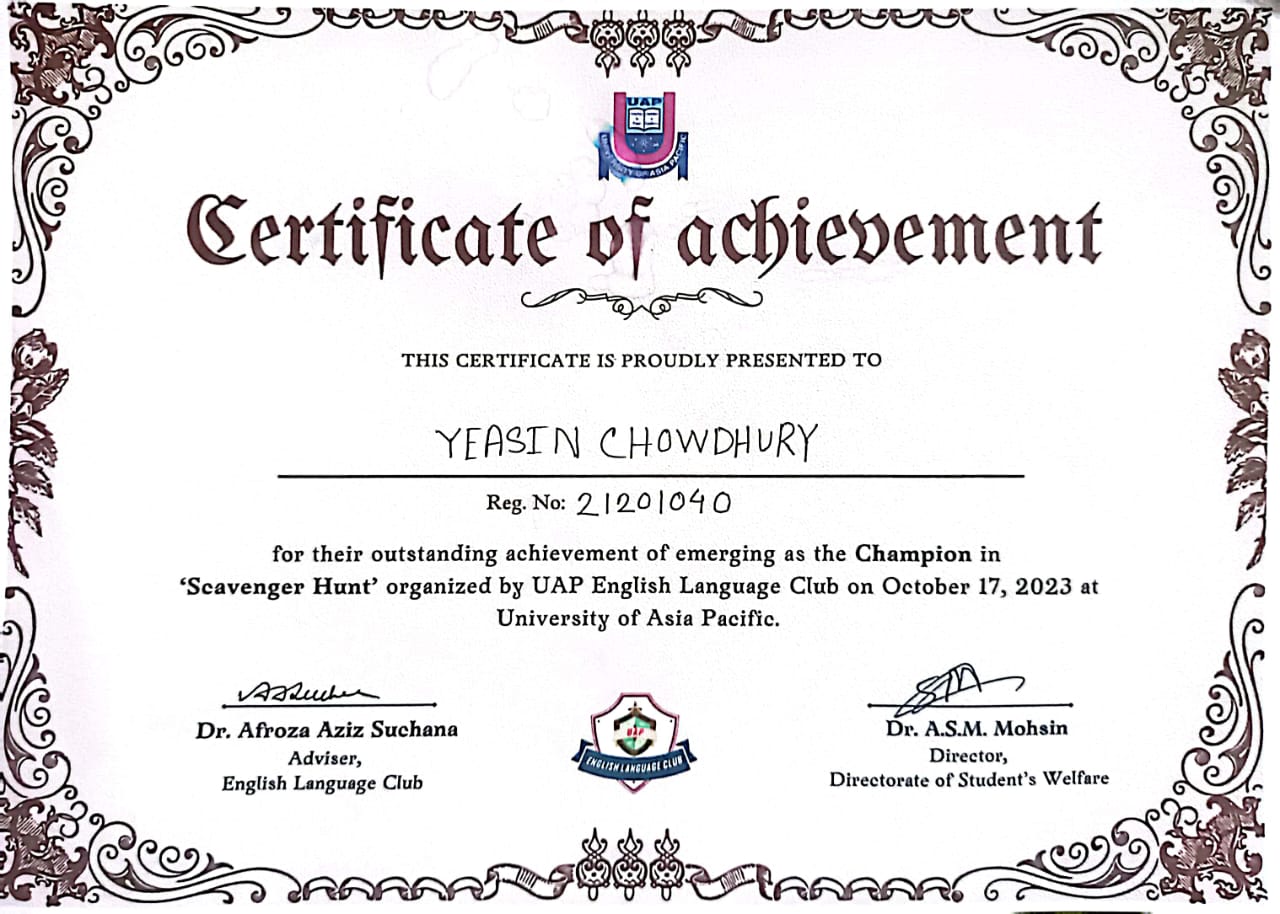 UAP
UNIVERSITY OF ASIA PACIFIC
Certificate of achievement
THIS CERTIFICATE IS PROUDLY PRESENTED TO
YEASIN CHOWDHURY
Reg. No: 21201040
for their outstanding achievement of emerging as the Champion in
‘Scavenger Hunt’ organized by UAP English Language Club on October 17, 2023 at
University of Asia Pacific.
Dr. Afroza Aziz Suchana
Adviser,
English Language Club
UAP
ENGLISH LANGUAGE CLUB
Dr. A.S.M. Mohsin
Director,
Directorate of Student’s Welfare